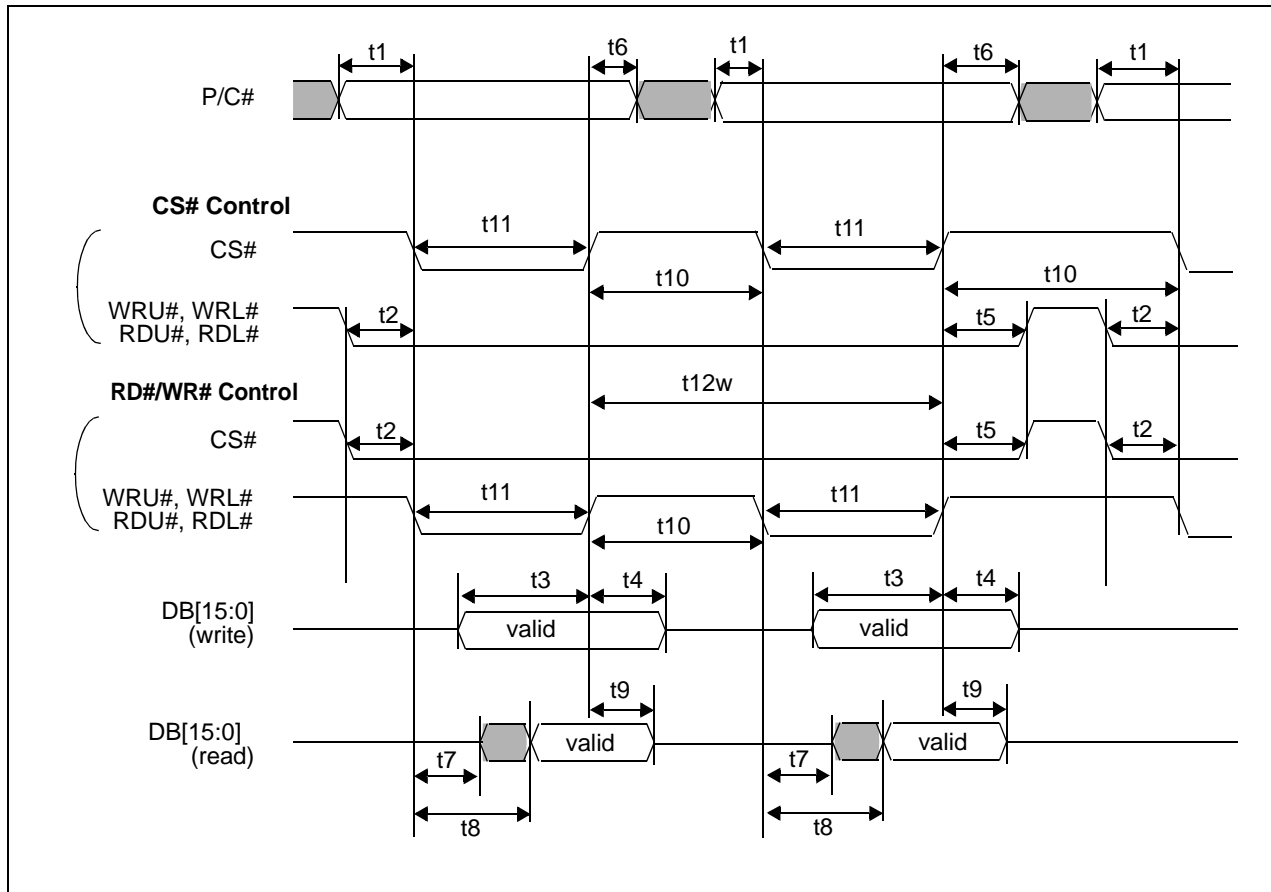 t1 t6 t1 t6 t1
P/C#
CS# Control
t11 t11
CS#
t10 t10
WRU#, WRL#
RDU#, RDL#
t2 t5 t2
t12w
RD#/WR# Control
CS#
t2 t5 t2
WRU#, WRL#
RDU#, RDL#
t11 t11
t10
t3 t4 t3 t4
DB[15:0]
(write)
valid valid
t9 t9
DB[15:0]
(read)
valid valid
t7 t7
t8 t8